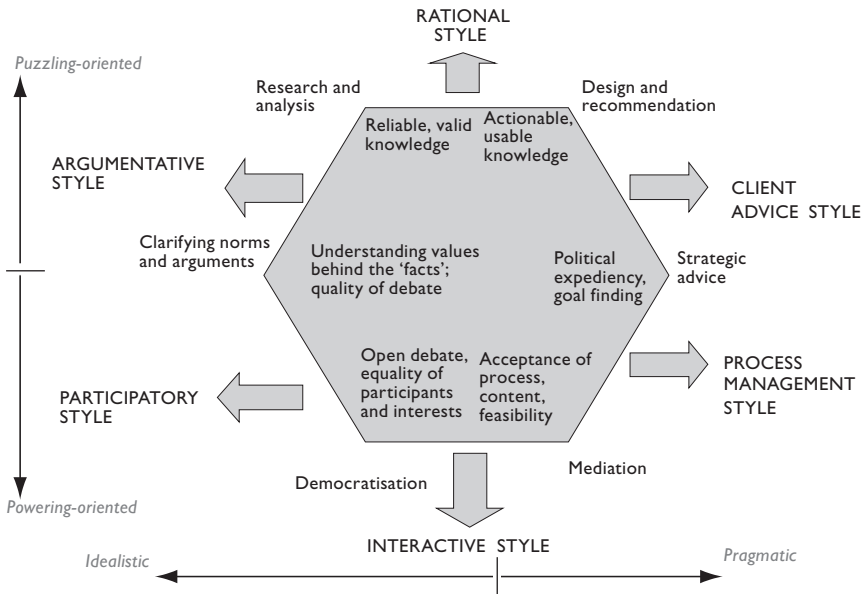 RATIONAL
STYLE
Puzzling-oriented
Research and
analysis
Design and
recommendation
Reliable, valid
knowledge
Actionable,
usable
knowledge
ARGUMENTATIVE
STYLE
CLIENT
ADVICE STYLE
Clarifying norms
and arguments
Understanding values
behind the ‘facts’;
quality of debate
Political
expediency,
goal finding
Strategic
advice
Open debate,
equality of
participants
and interests
Acceptance of
process,
content,
feasibility
PARTICIPATORY
STYLE
PROCESS
MANAGEMENT
STYLE
Democratisation
Mediation
Powering-oriented
INTERACTIVE STYLE
Idealistic
Pragmatic